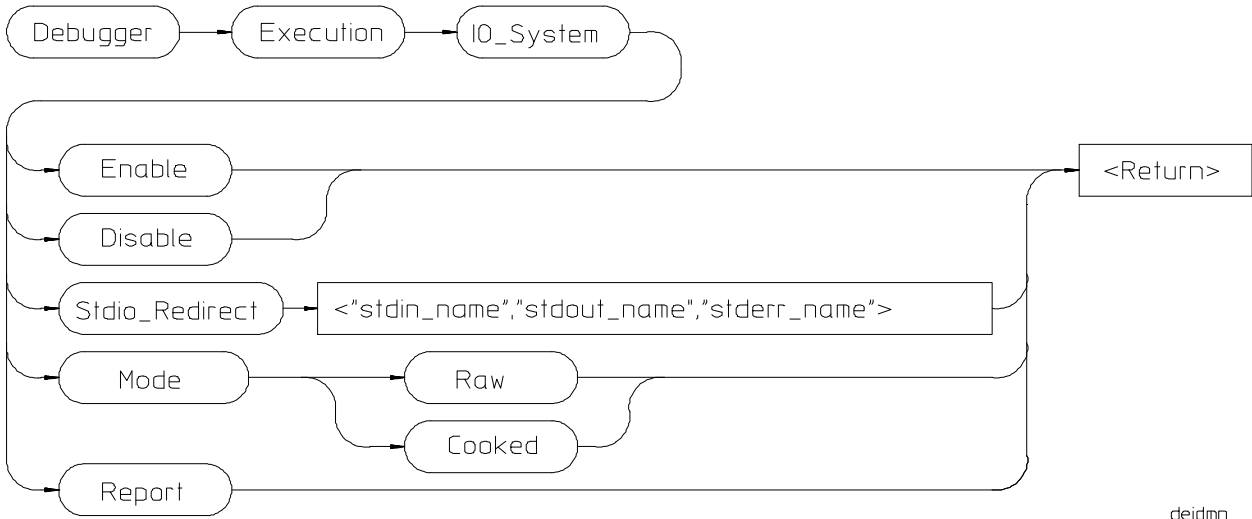 Debugger Execution IO_System
Enable <Return>
Disable
Stdio_Redirect <"stdin_name","stdout_name","stderr_name">
Mode Raw
Cooked
Report
deidmn